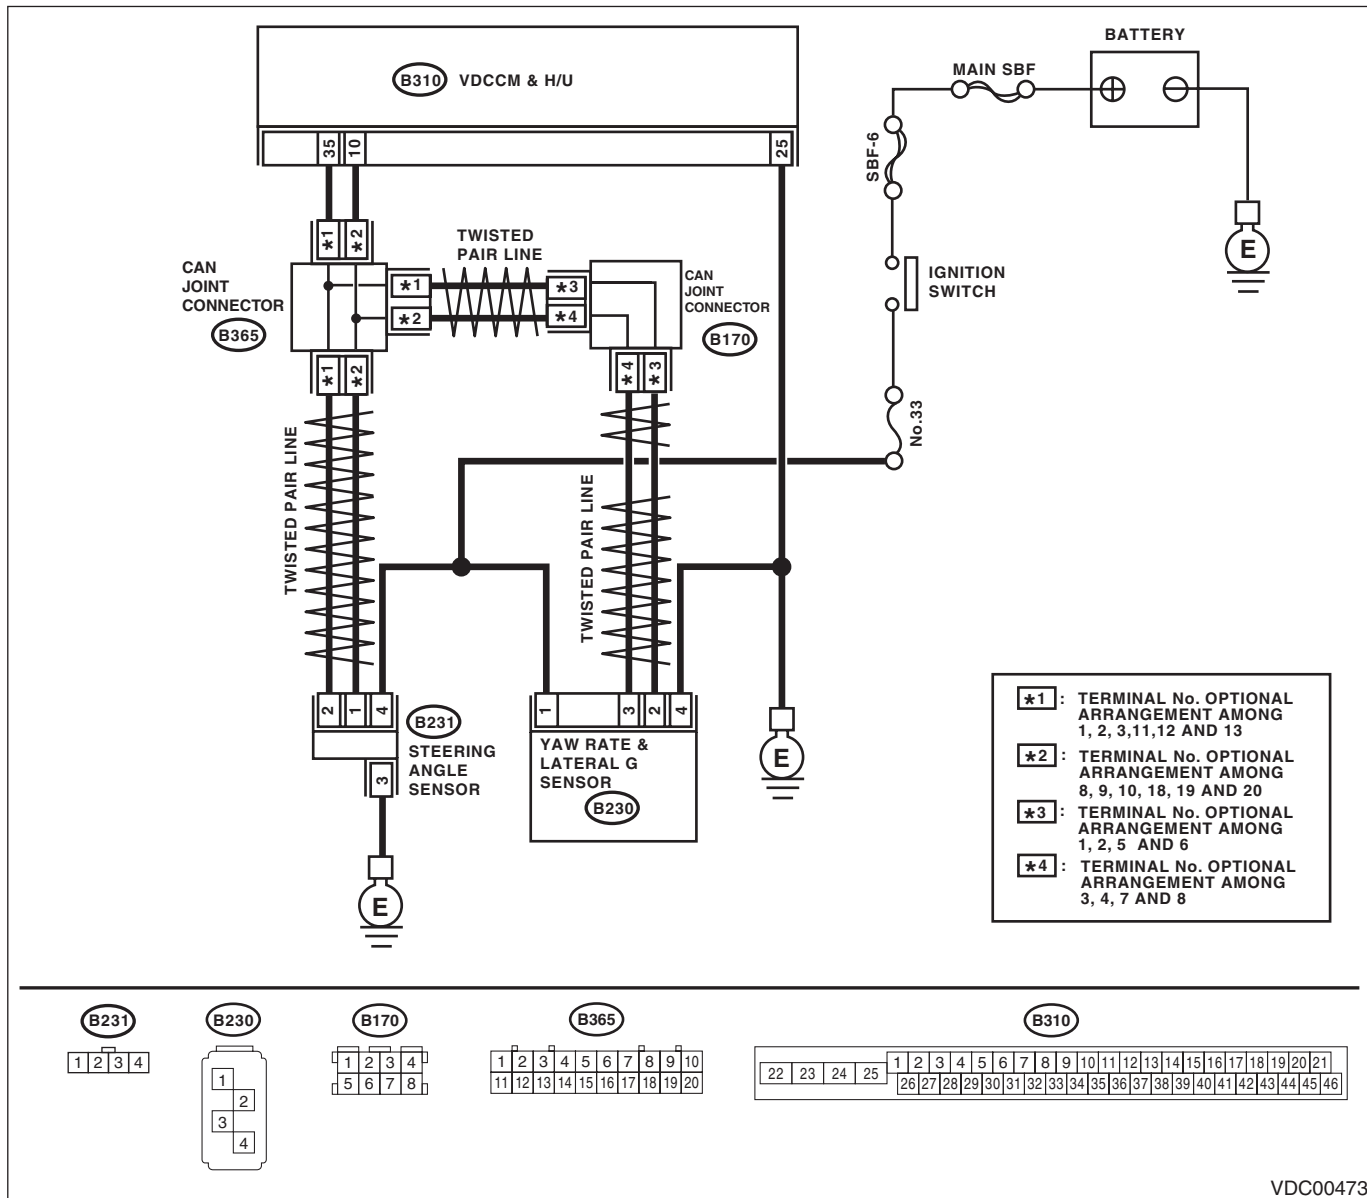 BATTERY
MAIN SBF
B310 VDCCM & H/U
35 10 25
SBF-6
*1 *2
TWISTED
PAIR LINE
CAN
JOINT
CONNECTOR
B365
*1 *3
*2 *4
CAN
JOINT
CONNECTOR
B170
IGNITION
SWITCH
E
*1 *2
*4 *3
No.33
TWISTED PAIR LINE
TWISTED PAIR LINE
2 1 4
B231
STEERING
ANGLE
SENSOR
3
E
1 3 2 4
YAW RATE &
LATERAL G
SENSOR
B230
E
*1 : TERMINAL No. OPTIONAL
ARRANGEMENT AMONG
1, 2, 3,11,12 AND 13
*2 : TERMINAL No. OPTIONAL
ARRANGEMENT AMONG
8, 9, 10, 18, 19 AND 20
*3 : TERMINAL No. OPTIONAL
ARRANGEMENT AMONG
1, 2, 5 AND 6
*4 : TERMINAL No. OPTIONAL
ARRANGEMENT AMONG
3, 4, 7 AND 8
B231
1 2 3 4
B230
1
2
3
4
B170
1 2 3 4
5 6 7 8
B365
1 2 3 4 5 6 7 8 9 10
11 12 13 14 15 16 17 18 19 20
B310
22 23 24 25
1 2 3 4 5 6 7 8 9 10 11 12 13 14 15 16 17 18 19 20 21
26 27 28 29 30 31 32 33 34 35 36 37 38 39 40 41 42 43 44 45 46
VDC00473